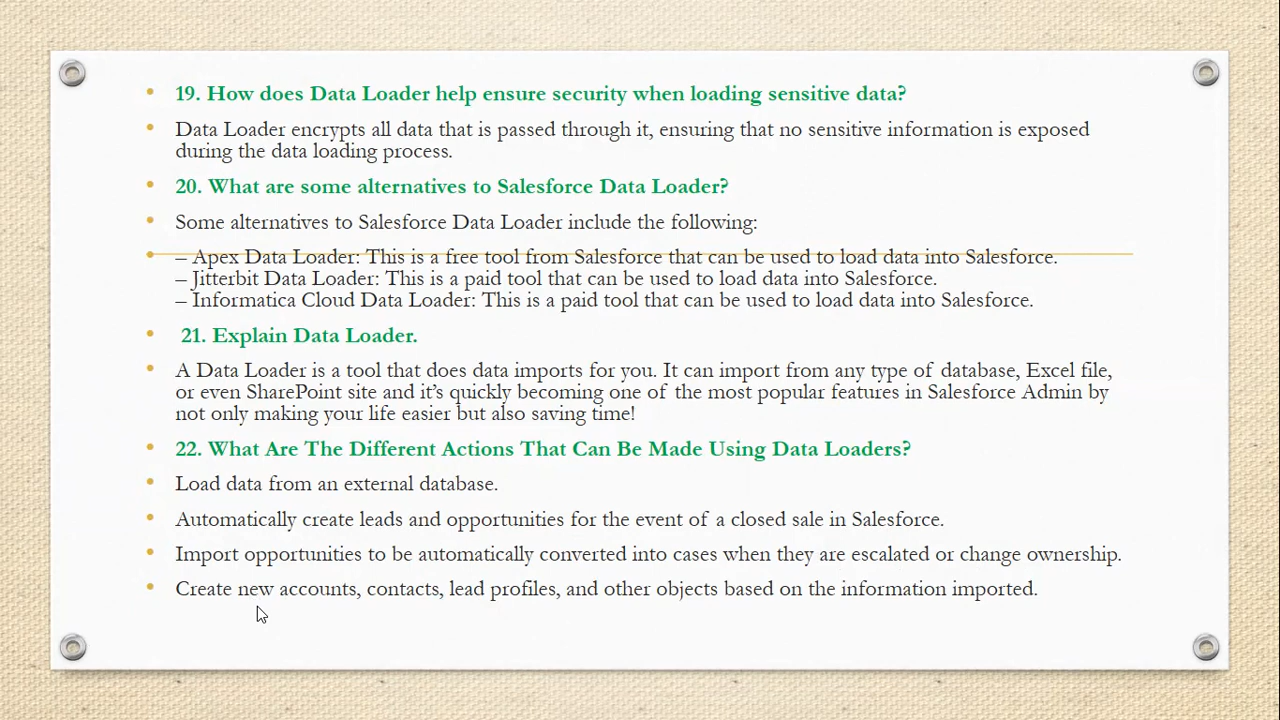 • 19. How does Data Loader help ensure security when loading sensitive data?
• Data Loader encrypts all data that is passed through it, ensuring that no sensitive information is exposed
during the data loading process.
• 20. What are some alternatives to Salesforce Data Loader?
• Some alternatives to Salesforce Data Loader include the following:
• – Apex Data Loader: This is a free tool from Salesforce that can be used to load data into Salesforce.
– Jitterbit Data Loader: This is a paid tool that can be used to load data into Salesforce.
– Informatica Cloud Data Loader: This is a paid tool that can be used to load data into Salesforce.
• 21. Explain Data Loader.
• A Data Loader is a tool that does data imports for you. It can import from any type of database, Excel file,
or even SharePoint site and it’s quickly becoming one of the most popular features in Salesforce Admin by
not only making your life easier but also saving time!
• 22. What Are The Different Actions That Can Be Made Using Data Loaders?
• Load data from an external database.
• Automatically create leads and opportunities for the event of a closed sale in Salesforce.
• Import opportunities to be automatically converted into cases when they are escalated or change ownership.
• Create new accounts, contacts, lead profiles, and other objects based on the information imported.